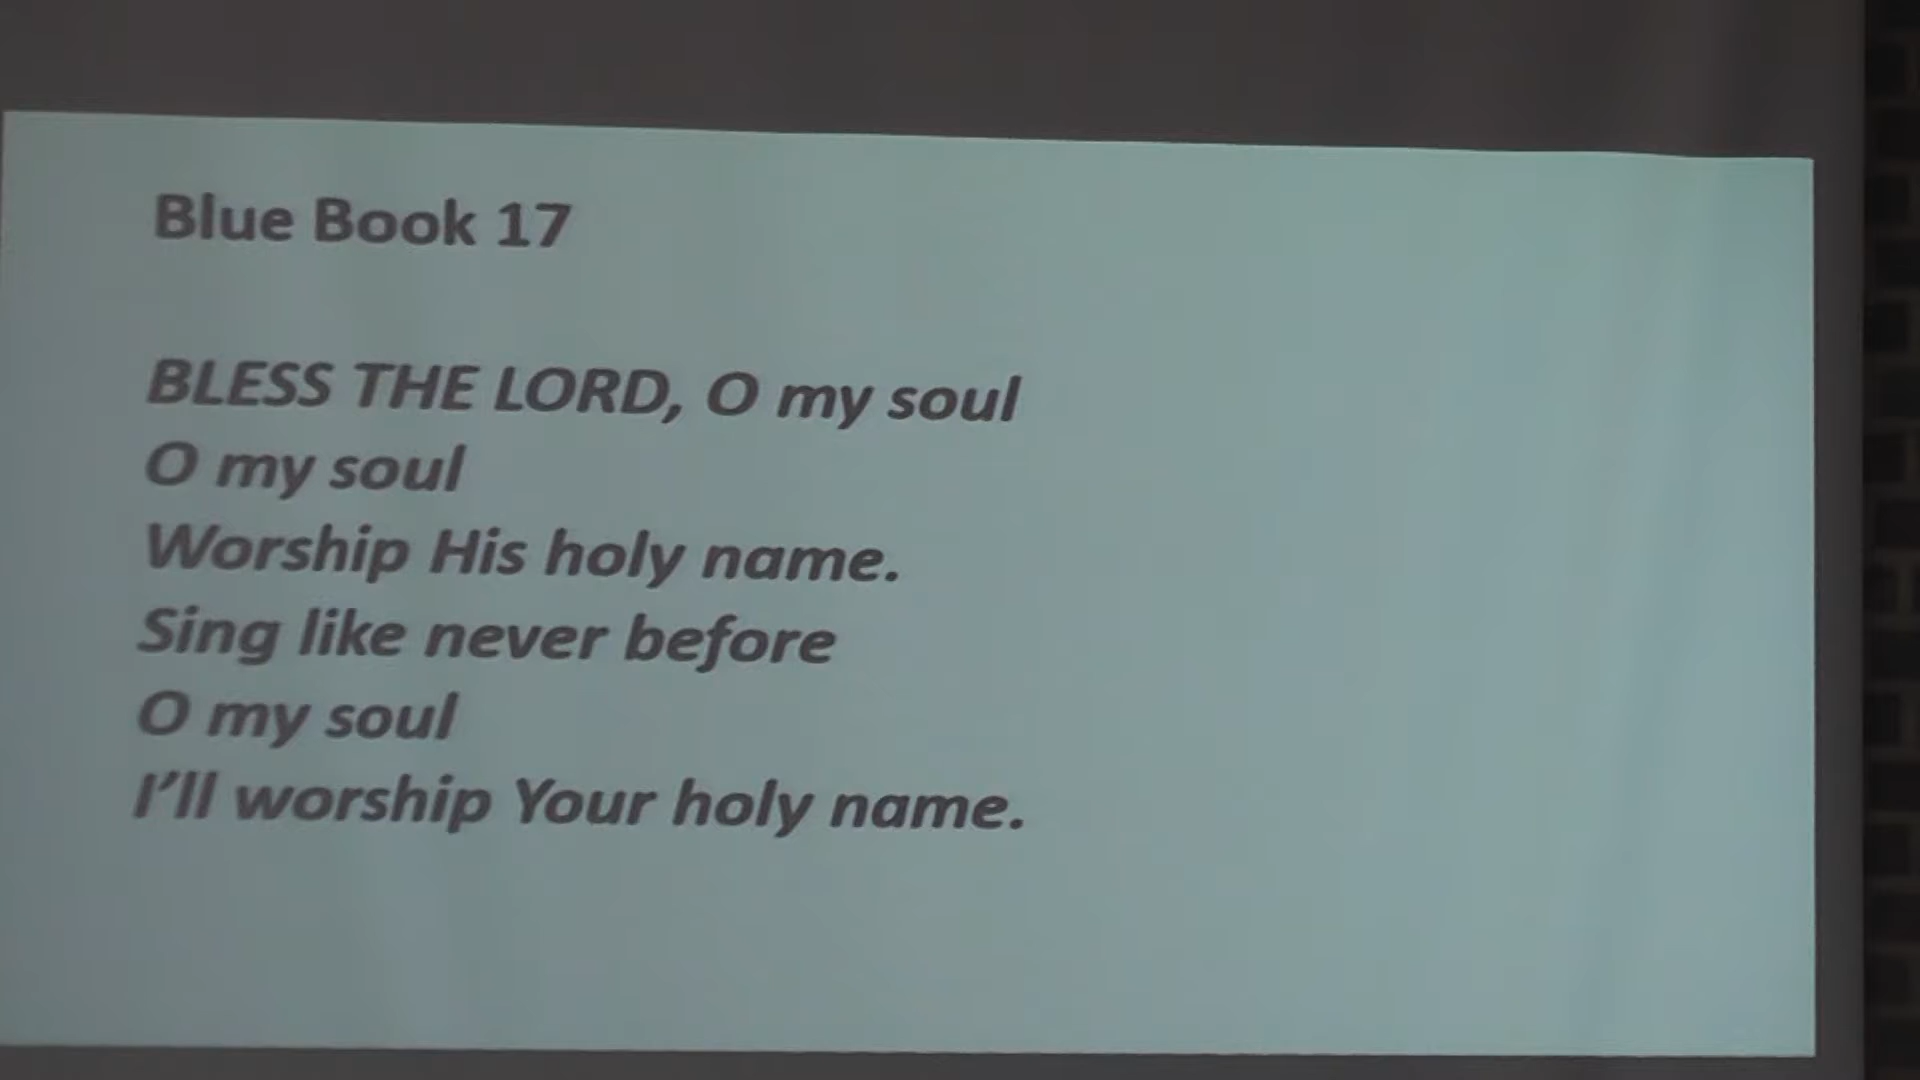 Blue Book 17
BLESS THE LORD, O my soul
O my soul
Worship His holy name.
Sing like never before
O my soul
I’ll worship Your holy name.